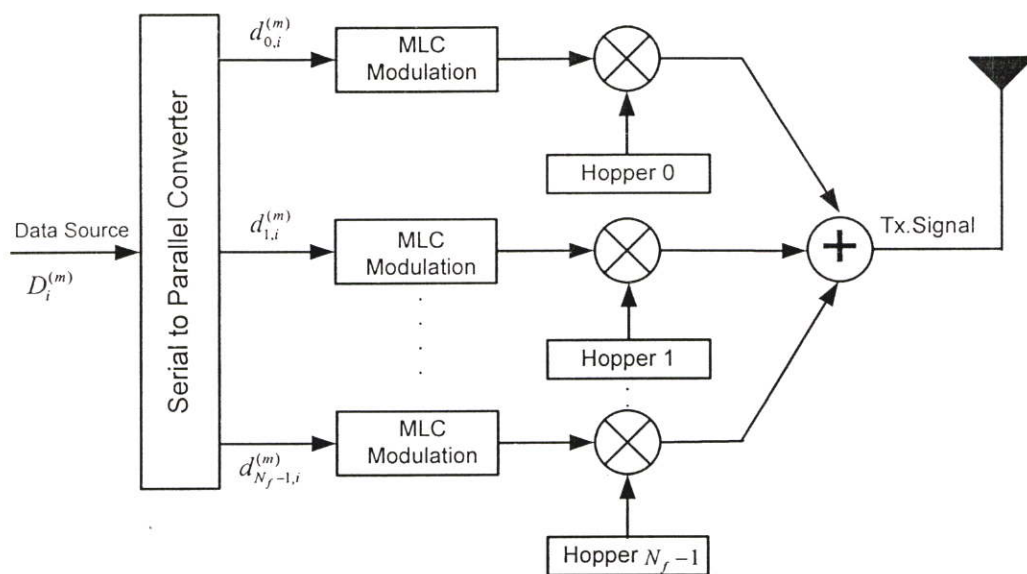 Data Source
D_i^{(m)}
Serial to Parallel Converter
d_{0,i}^{(m)}
MLC
Modulation
Hopper 0
d_{1,i}^{(m)}
MLC
Modulation
Hopper 1
d_{N_f-1,i}^{(m)}
MLC
Modulation
Hopper N_f-1
+
Tx.Signal